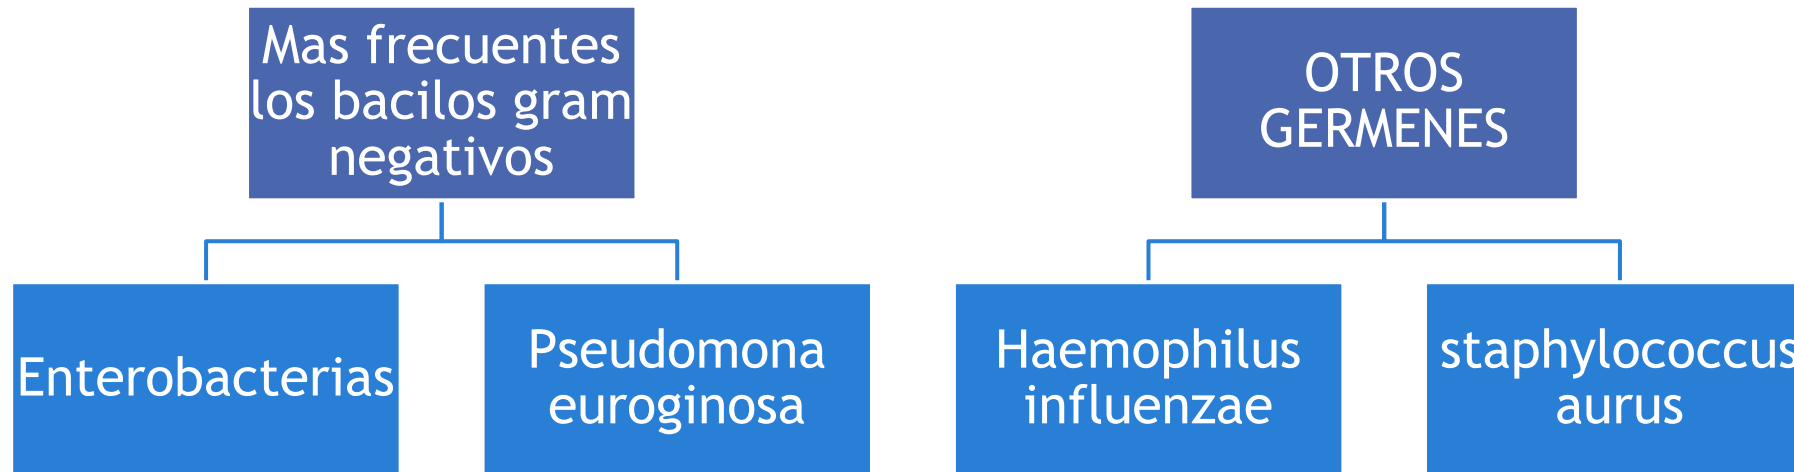 Mas frecuentes
los bacilos gram
negativos
OTROS
GERMENES
Enterobacterias
Pseudomona
euroginosa
Haemophilus
influenzae
staphylococcus
aurus